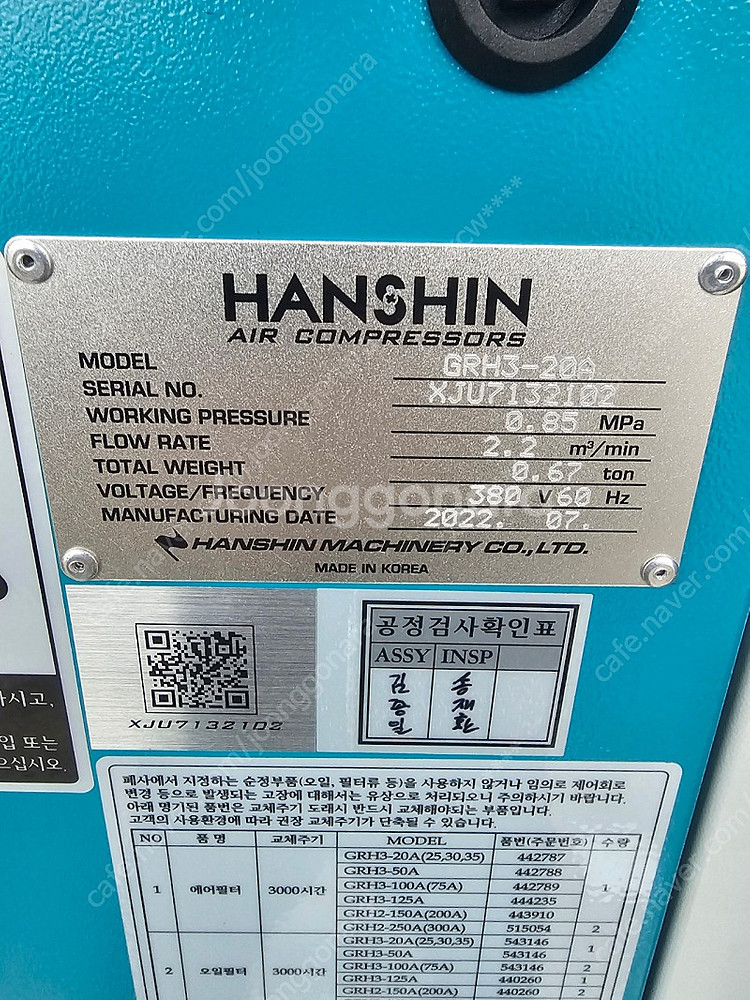 HANSHIN
AIR COMPRESSORS
MODEL GRH3-20A
SERIAL NO. XJU7132102
WORKING PRESSURE 0.85 MPa
FLOW RATE 2.2 m³/min
TOTAL WEIGHT 0.67 ton
VOLTAGE/FREQUENCY 380 V 60 Hz
MANUFACTURING DATE 2022. 07.
HANSHIN MACHINERY CO.,LTD.
MADE IN KOREA
XJU7132102
공정검사확인표
ASSY INSP
김종일 송재환
시고,
입 또는
으십시오.
폐사에서 지정하는 순정부품(오일, 필터류 등)을 사용하지 않거나 임의로 제어회로
변경 등으로 발생되는 고장에 대해서는 유상으로 처리되오니 주의하시기 바랍니다.
아래 명기된 품번은 교체주기 도래시 반드시 교체해야되는 부품입니다.
고객의 사용환경에 따라 권장 교체주기가 단축될 수 있습니다.
NO 품 명 교체주기 MODEL 품번(주문번호) 수 량
1 에어필터 3000시간 GRH3-20A(25,30,35) 442787 1
GRH3-50A 442788
GRH3-100A(75A) 442789
GRH3-125A 444235
GRH2-150A(200A) 443910
GRH2-250A(300A) 515054 2
2 오일필터 3000시간 GRH3-20A(25,30,35) 543146 1
GRH3-50A 543146
GRH3-100A(75A) 543146 2
GRH3-125A 440260 1
GRH2-150A(200A) 440260 2
joonggonara
cafe.naver.com/joonggonara